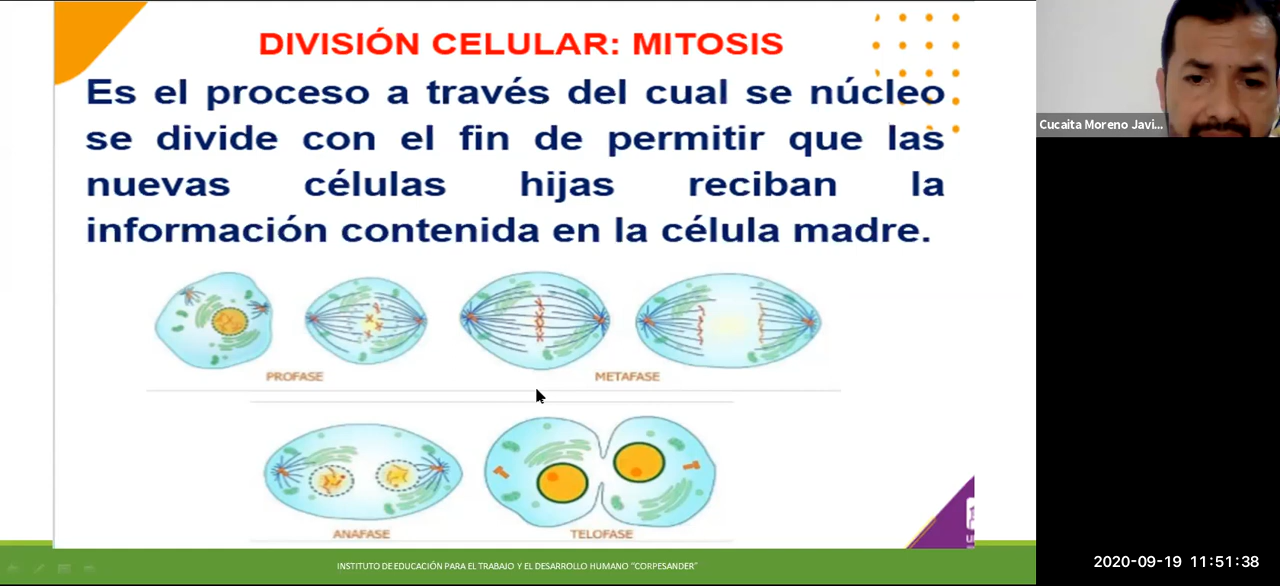 DIVISIÓN CELULAR: MITOSIS
Es el proceso a través del cual se núcleo
se divide con el fin de permitir que las
nuevas células hijas reciban la
información contenida en la célula madre.
PROFASE
METAFASE
ANAFASE
TELOFASE
INSTITUTO DE EDUCACIÓN PARA EL TRABAJO Y EL DESARROLLO HUMANO "CORPESANDER"
Cucaita Moreno Javi...
2020-09-19 11:51:38